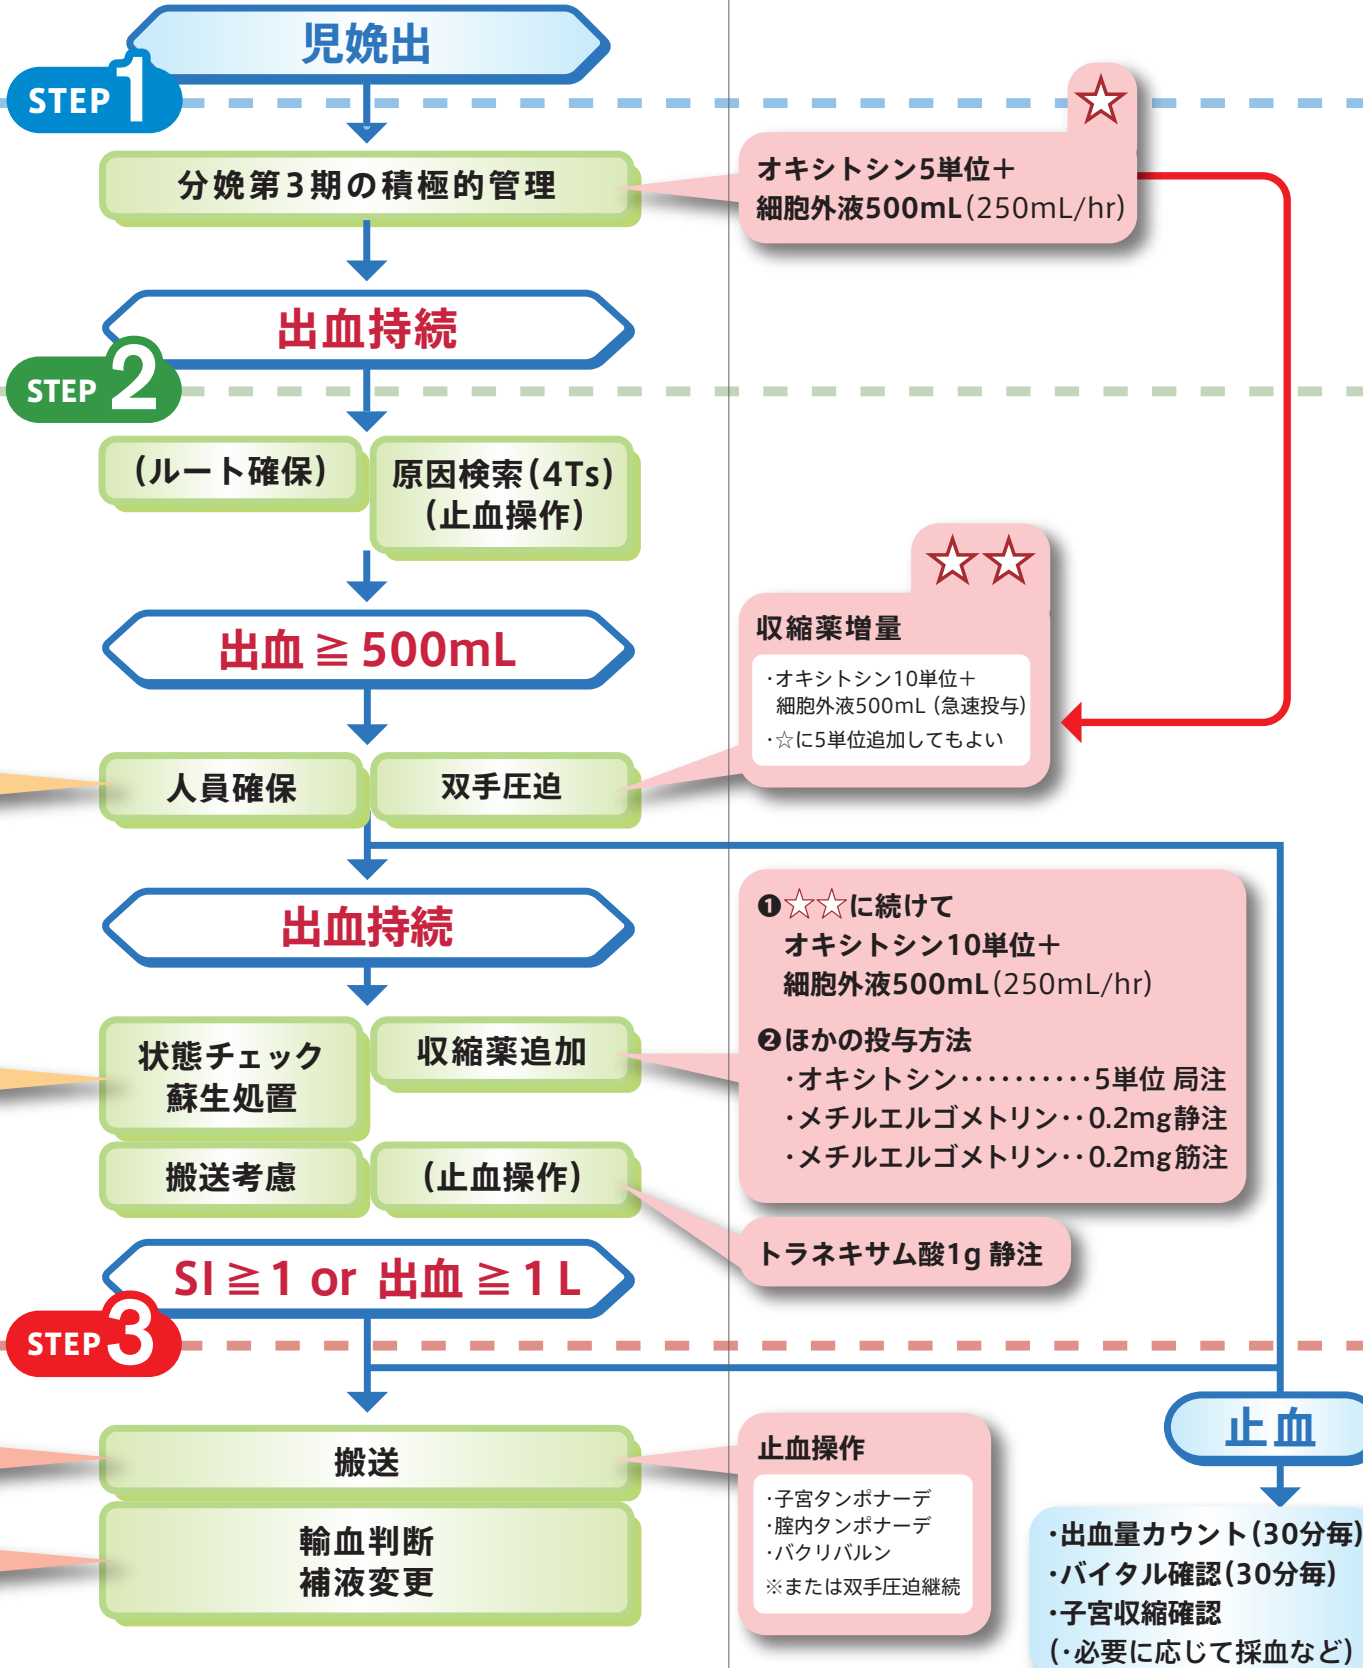 児娩出
STEP 1
分娩第3期の積極的管理
☆
オキシトシン5単位＋
細胞外液500mL(250mL/hr)
出血持続
STEP 2
(ルート確保)
原因検索(4Ts)
(止血操作)
出血 ≧ 500mL
☆☆
収縮薬増量
・オキシトシン10単位＋
細胞外液500mL (急速投与)
・☆に5単位追加してもよい
人員確保
双手圧迫
出血持続
❶☆☆に続けて
オキシトシン10単位＋
細胞外液500mL(250mL/hr)
❷ほかの投与方法
・オキシトシン・・・・・・・・・・5単位 局注
・メチルエルゴメトリン・・0.2mg静注
・メチルエルゴメトリン・・0.2mg筋注
状態チェック
蘇生処置
収縮薬追加
搬送考慮
(止血操作)
トラネキサム酸1g 静注
SI ≧ 1 or 出血 ≧ 1 L
STEP 3
搬送
輸血判断
補液変更
止血操作
・子宮タンポナーデ
・腟内タンポナーデ
・バクリバルン
※または双手圧迫継続
止血
・出血量カウント(30分毎)
・バイタル確認(30分毎)
・子宮収縮確認
(・必要に応じて採血など)